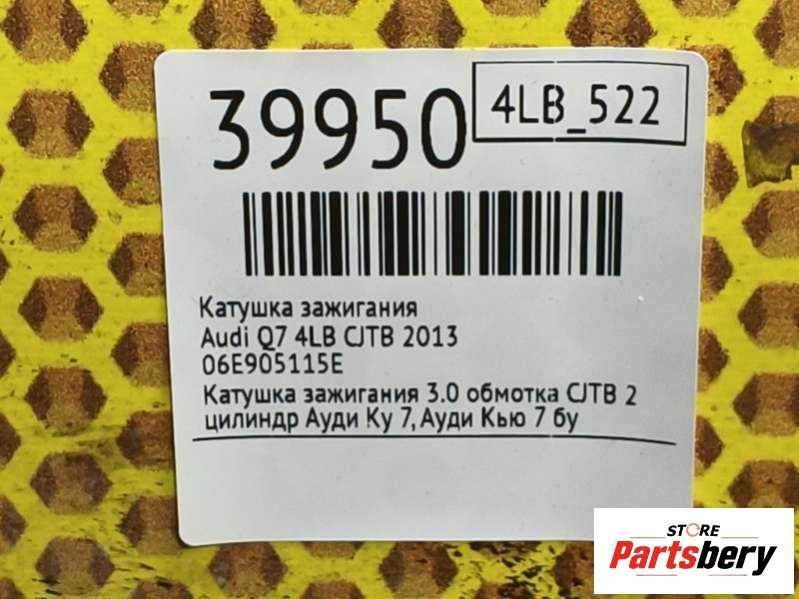 39950
4LB_522
Катушка зажигания
Audi Q7 4LB CJTB 2013
06E905115E
Катушка зажигания 3.0 обмотка CJTB 2
цилиндр Ауди Ку 7, Ауди Кью 7 бу
STORE
Partsbery